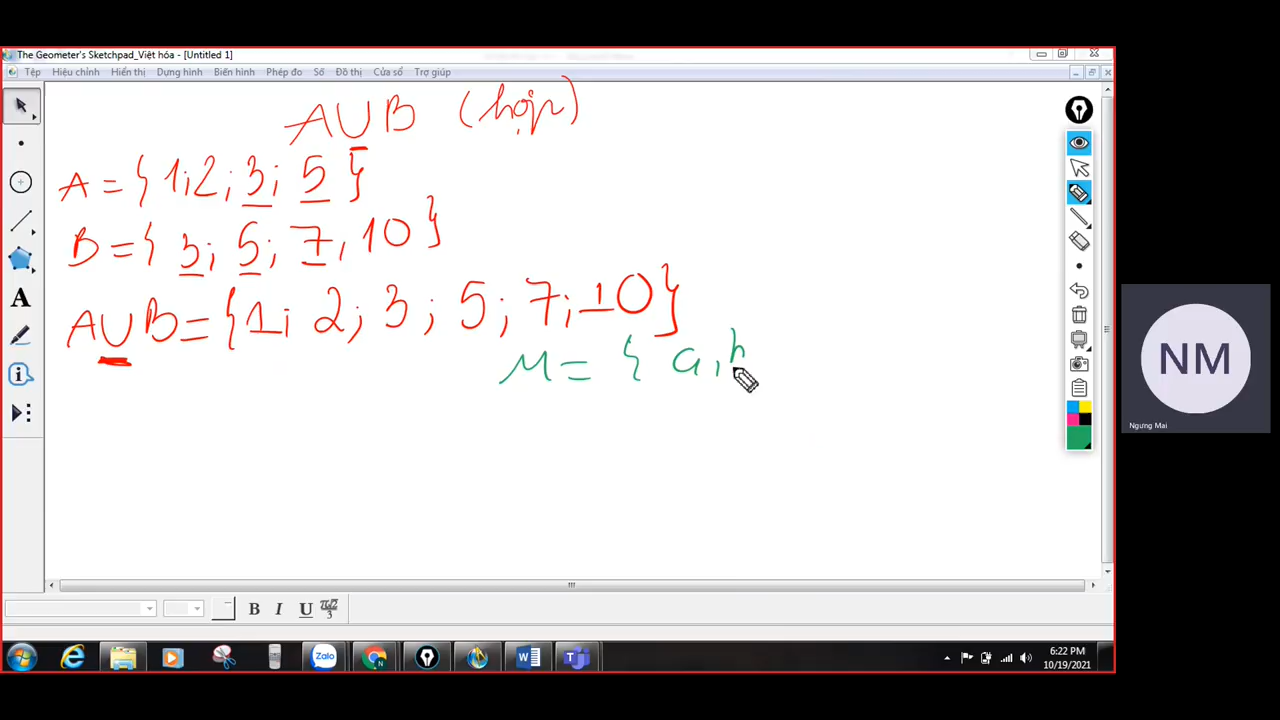 The Geometer's Sketchpad_Việt hóa - [Untitled 1]
Tệp Hiệu chỉnh Hiển thị Dựng hình Biến hình Phép đo Số Đồ thị Cửa sổ Trợ giúp
A∪B (hợp)
A = { 1; 2; 3; 5 }
B = { 3; 5; 7, 10 }
A∪B = {1; 2; 3; 5; 7; 10}
M = { a, h
NM
Ngưng Mai
B I U
Zalo
6:22 PM
10/19/2021